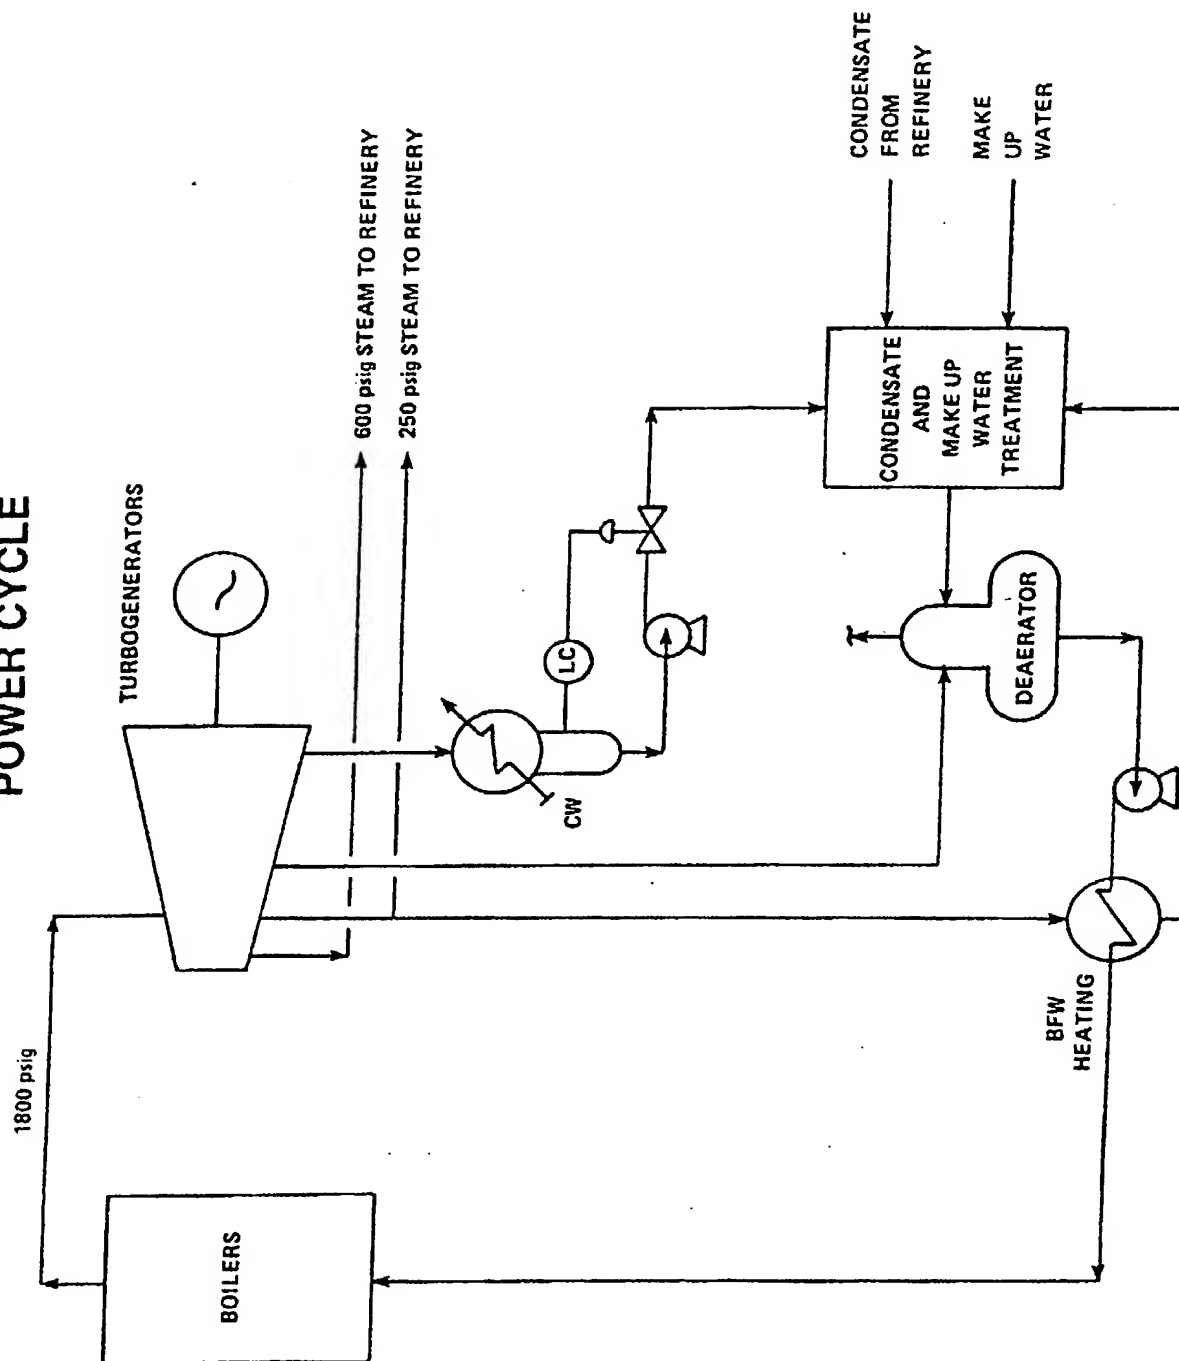 POWER CYCLE
TURBOGENERATORS
1800 psig
600 psig STEAM TO REFINERY
250 psig STEAM TO REFINERY
BOILERS
LC
CW
CONDENSATE
FROM
REFINERY
MAKE
UP
WATER
CONDENSATE
AND
MAKE UP
WATER
TREATMENT
DEAERATOR
BFW
HEATING